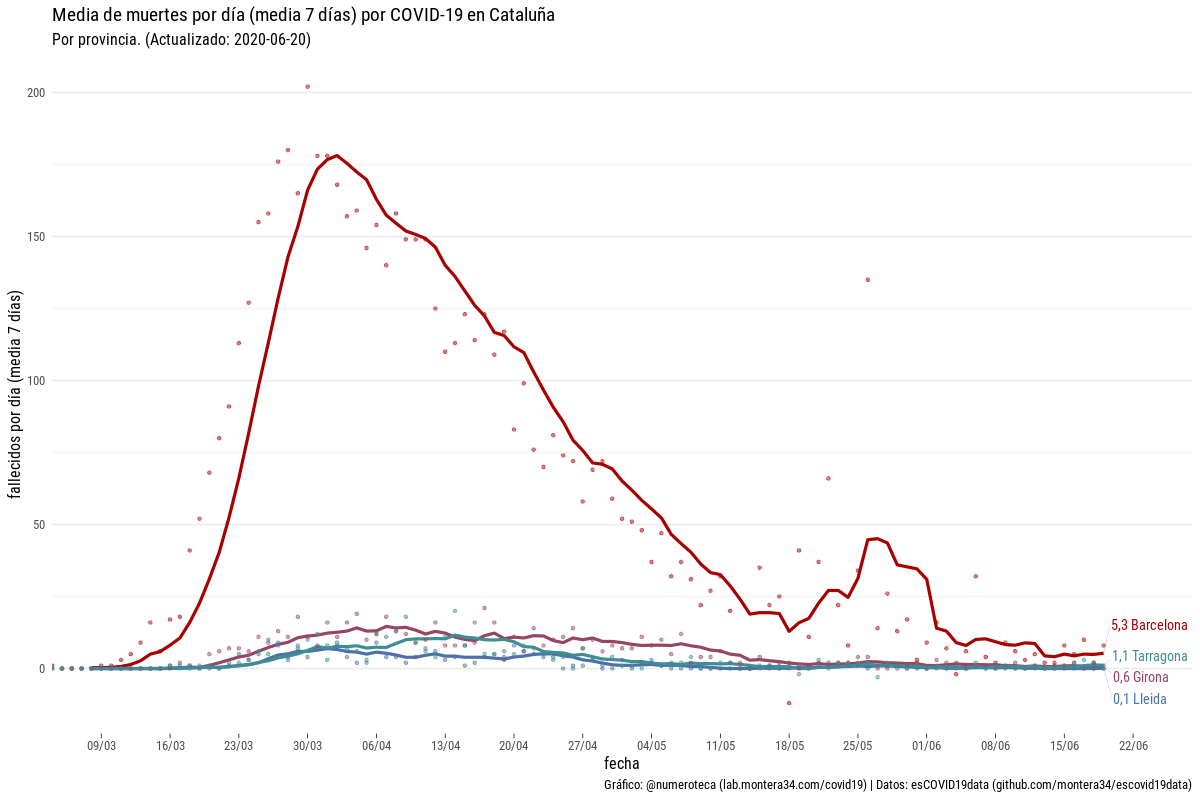 Media de muertes por día (media 7 días) por COVID-19 en Cataluña
Por provincia. (Actualizado: 2020-06-20)
fallecidos por día (media 7 días)
200
150
100
50
0
5,3 Barcelona
1,1 Tarragona
0,6 Girona
0,1 Lleida
09/03
16/03
23/03
30/03
06/04
13/04
20/04
27/04
04/05
11/05
18/05
25/05
01/06
08/06
15/06
22/06
fecha
Gráfico: @numeroteca (lab.montera34.com/covid19) | Datos: esCOVID19data (github.com/montera34/escovid19data)